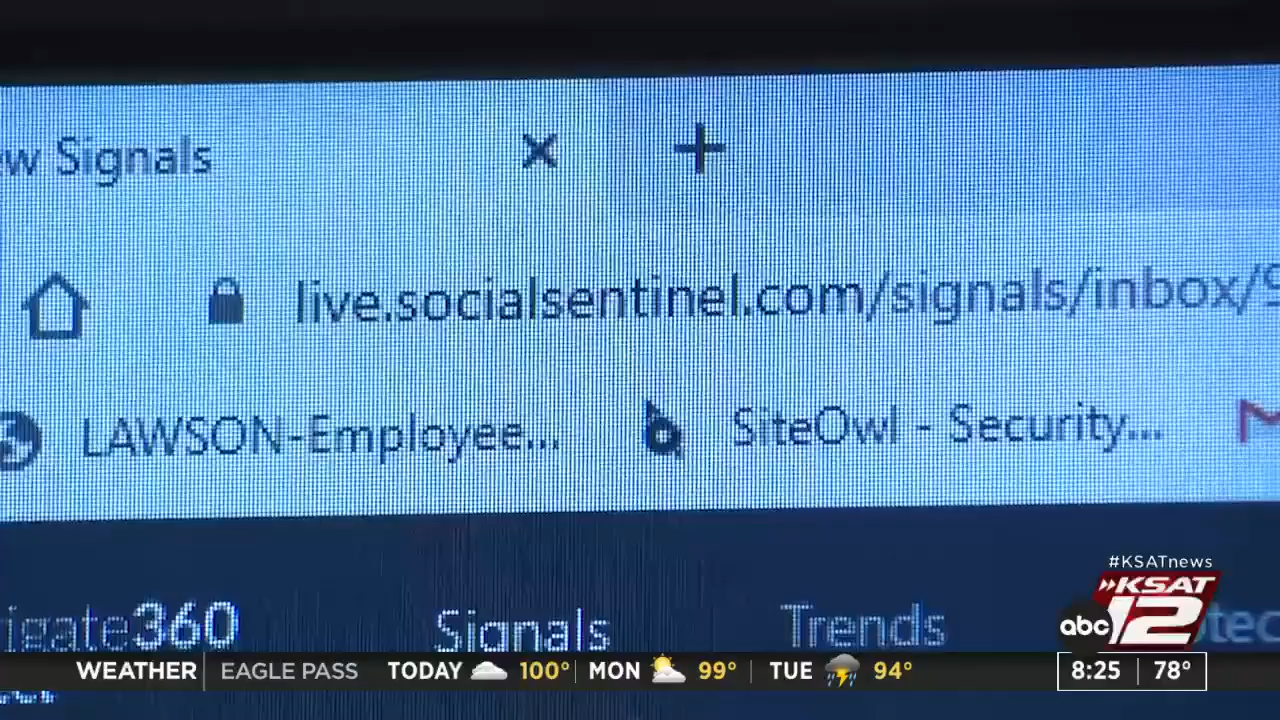 ew Signals
live.socialsentinel.com/signals/inbox/
LAWSON-Employee... SiteOwl - Security...
igate360 Signals Trends
#KSATnews
KSAT
abc 12
WEATHER EAGLE PASS TODAY 100° MON 99° TUE 94° 8:25 78°